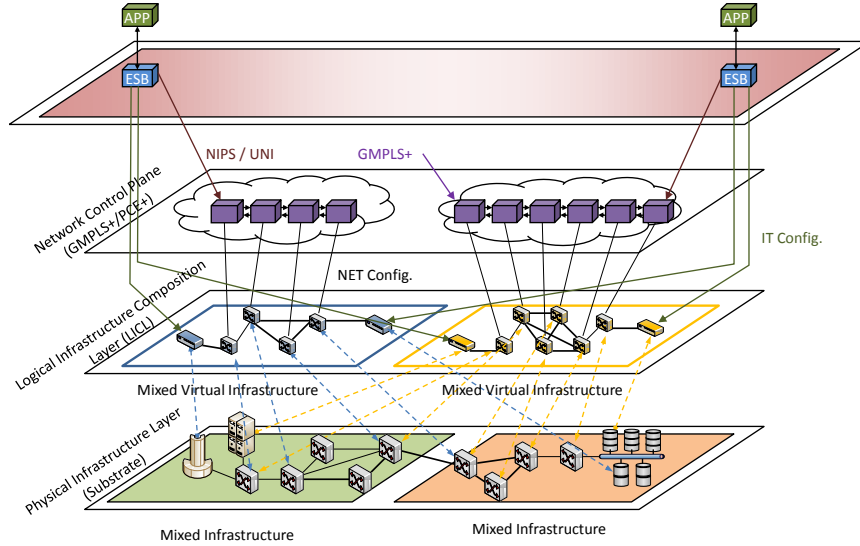 APP
APP
ESB
ESB
NIPS / UNI
GMPLS+
Network Control Plane
(GMPLS+/PCE+)
IT Config.
NET Config.
Logical Infrastructure Composition
Layer (LICL)
Mixed Virtual Infrastructure
Mixed Virtual Infrastructure
Physical Infrastructure Layer
(Substrate)
Mixed Infrastructure
Mixed Infrastructure